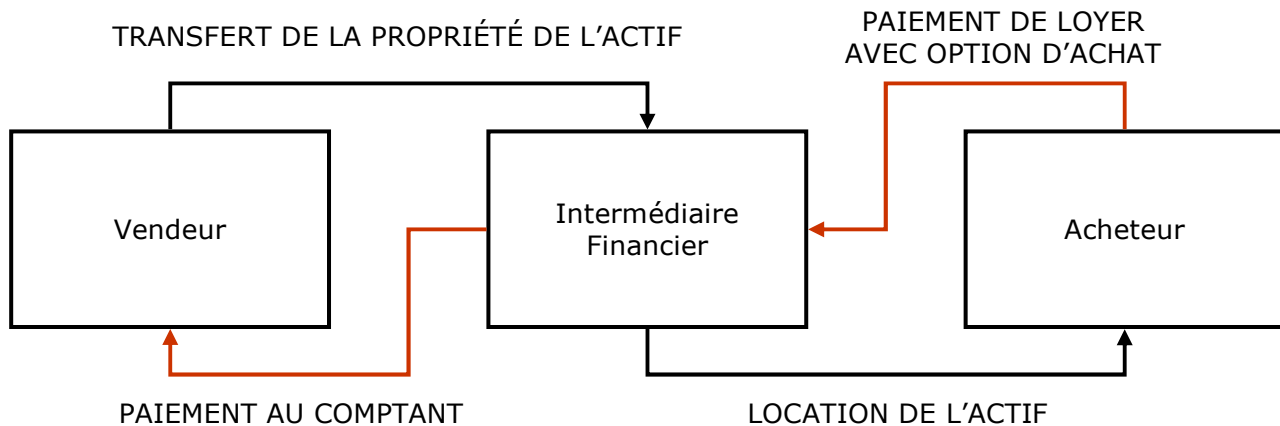 TRANSFERT DE LA PROPRIÉTÉ DE L’ACTIF
PAIEMENT DE LOYER
AVEC OPTION D’ACHAT
Vendeur
Intermédiaire
Financier
Acheteur
PAIEMENT AU COMPTANT
LOCATION DE L’ACTIF